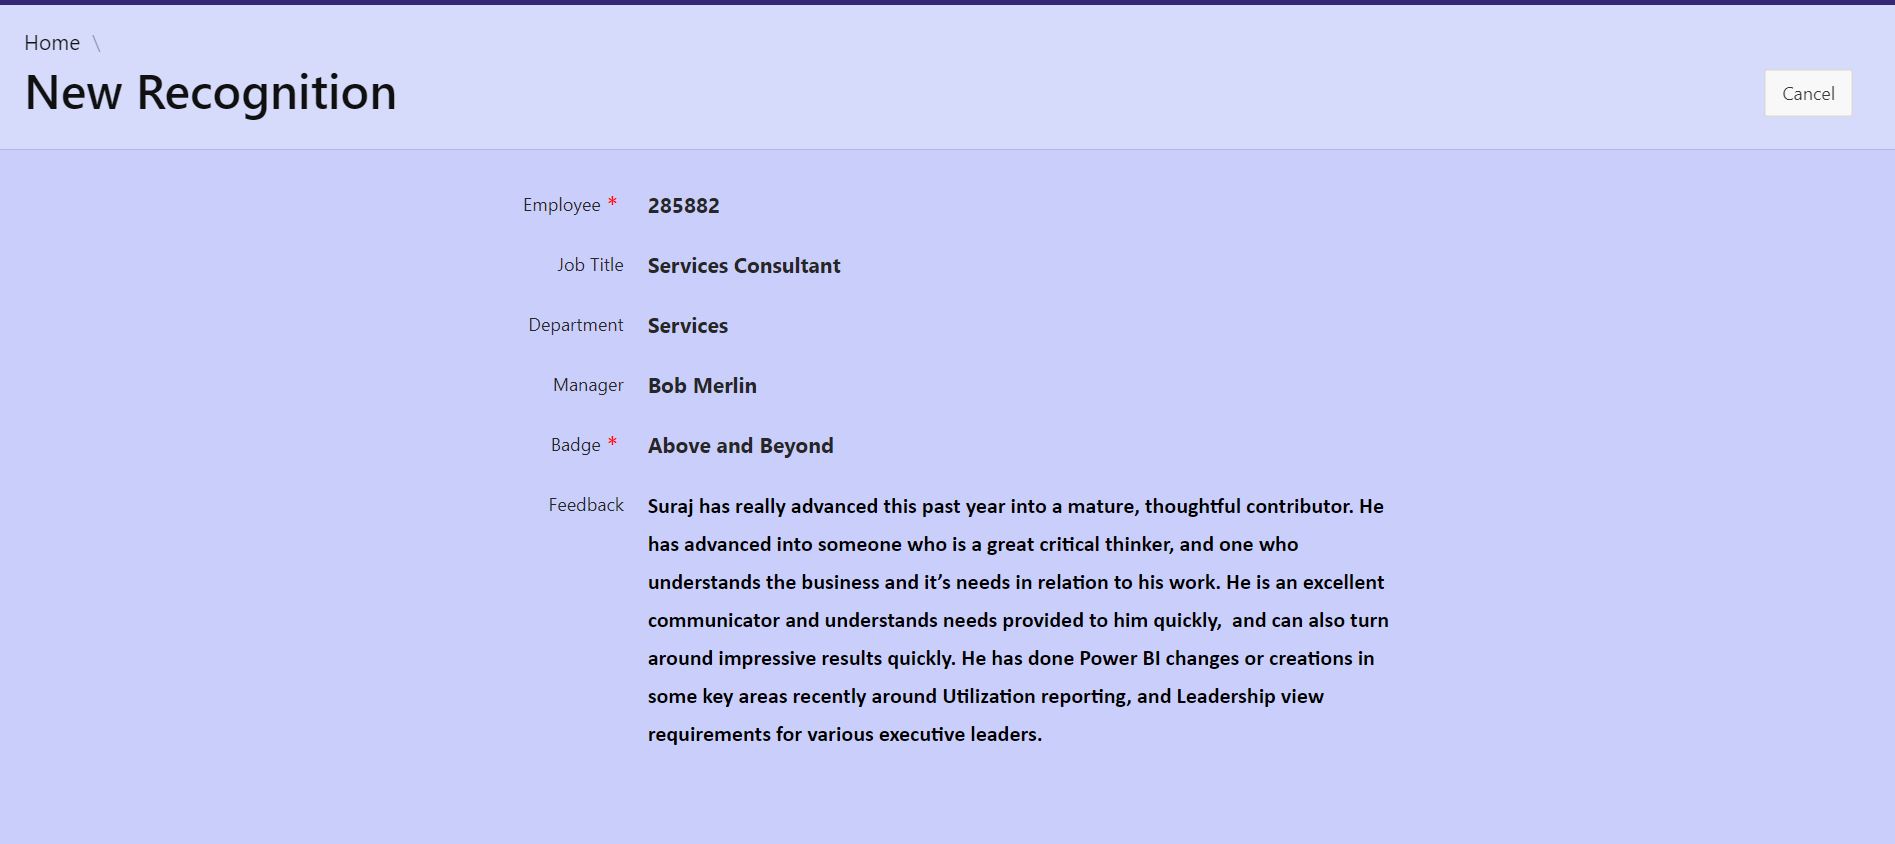 Home \
New Recognition
Cancel
Employee * 285882
Job Title Services Consultant
Department Services
Manager Bob Merlin
Badge * Above and Beyond
Feedback Suraj has really advanced this past year into a mature, thoughtful contributor. He
has advanced into someone who is a great critical thinker, and one who
understands the business and it’s needs in relation to his work. He is an excellent
communicator and understands needs provided to him quickly,  and can also turn
around impressive results quickly. He has done Power BI changes or creations in
some key areas recently around Utilization reporting, and Leadership view
requirements for various executive leaders.